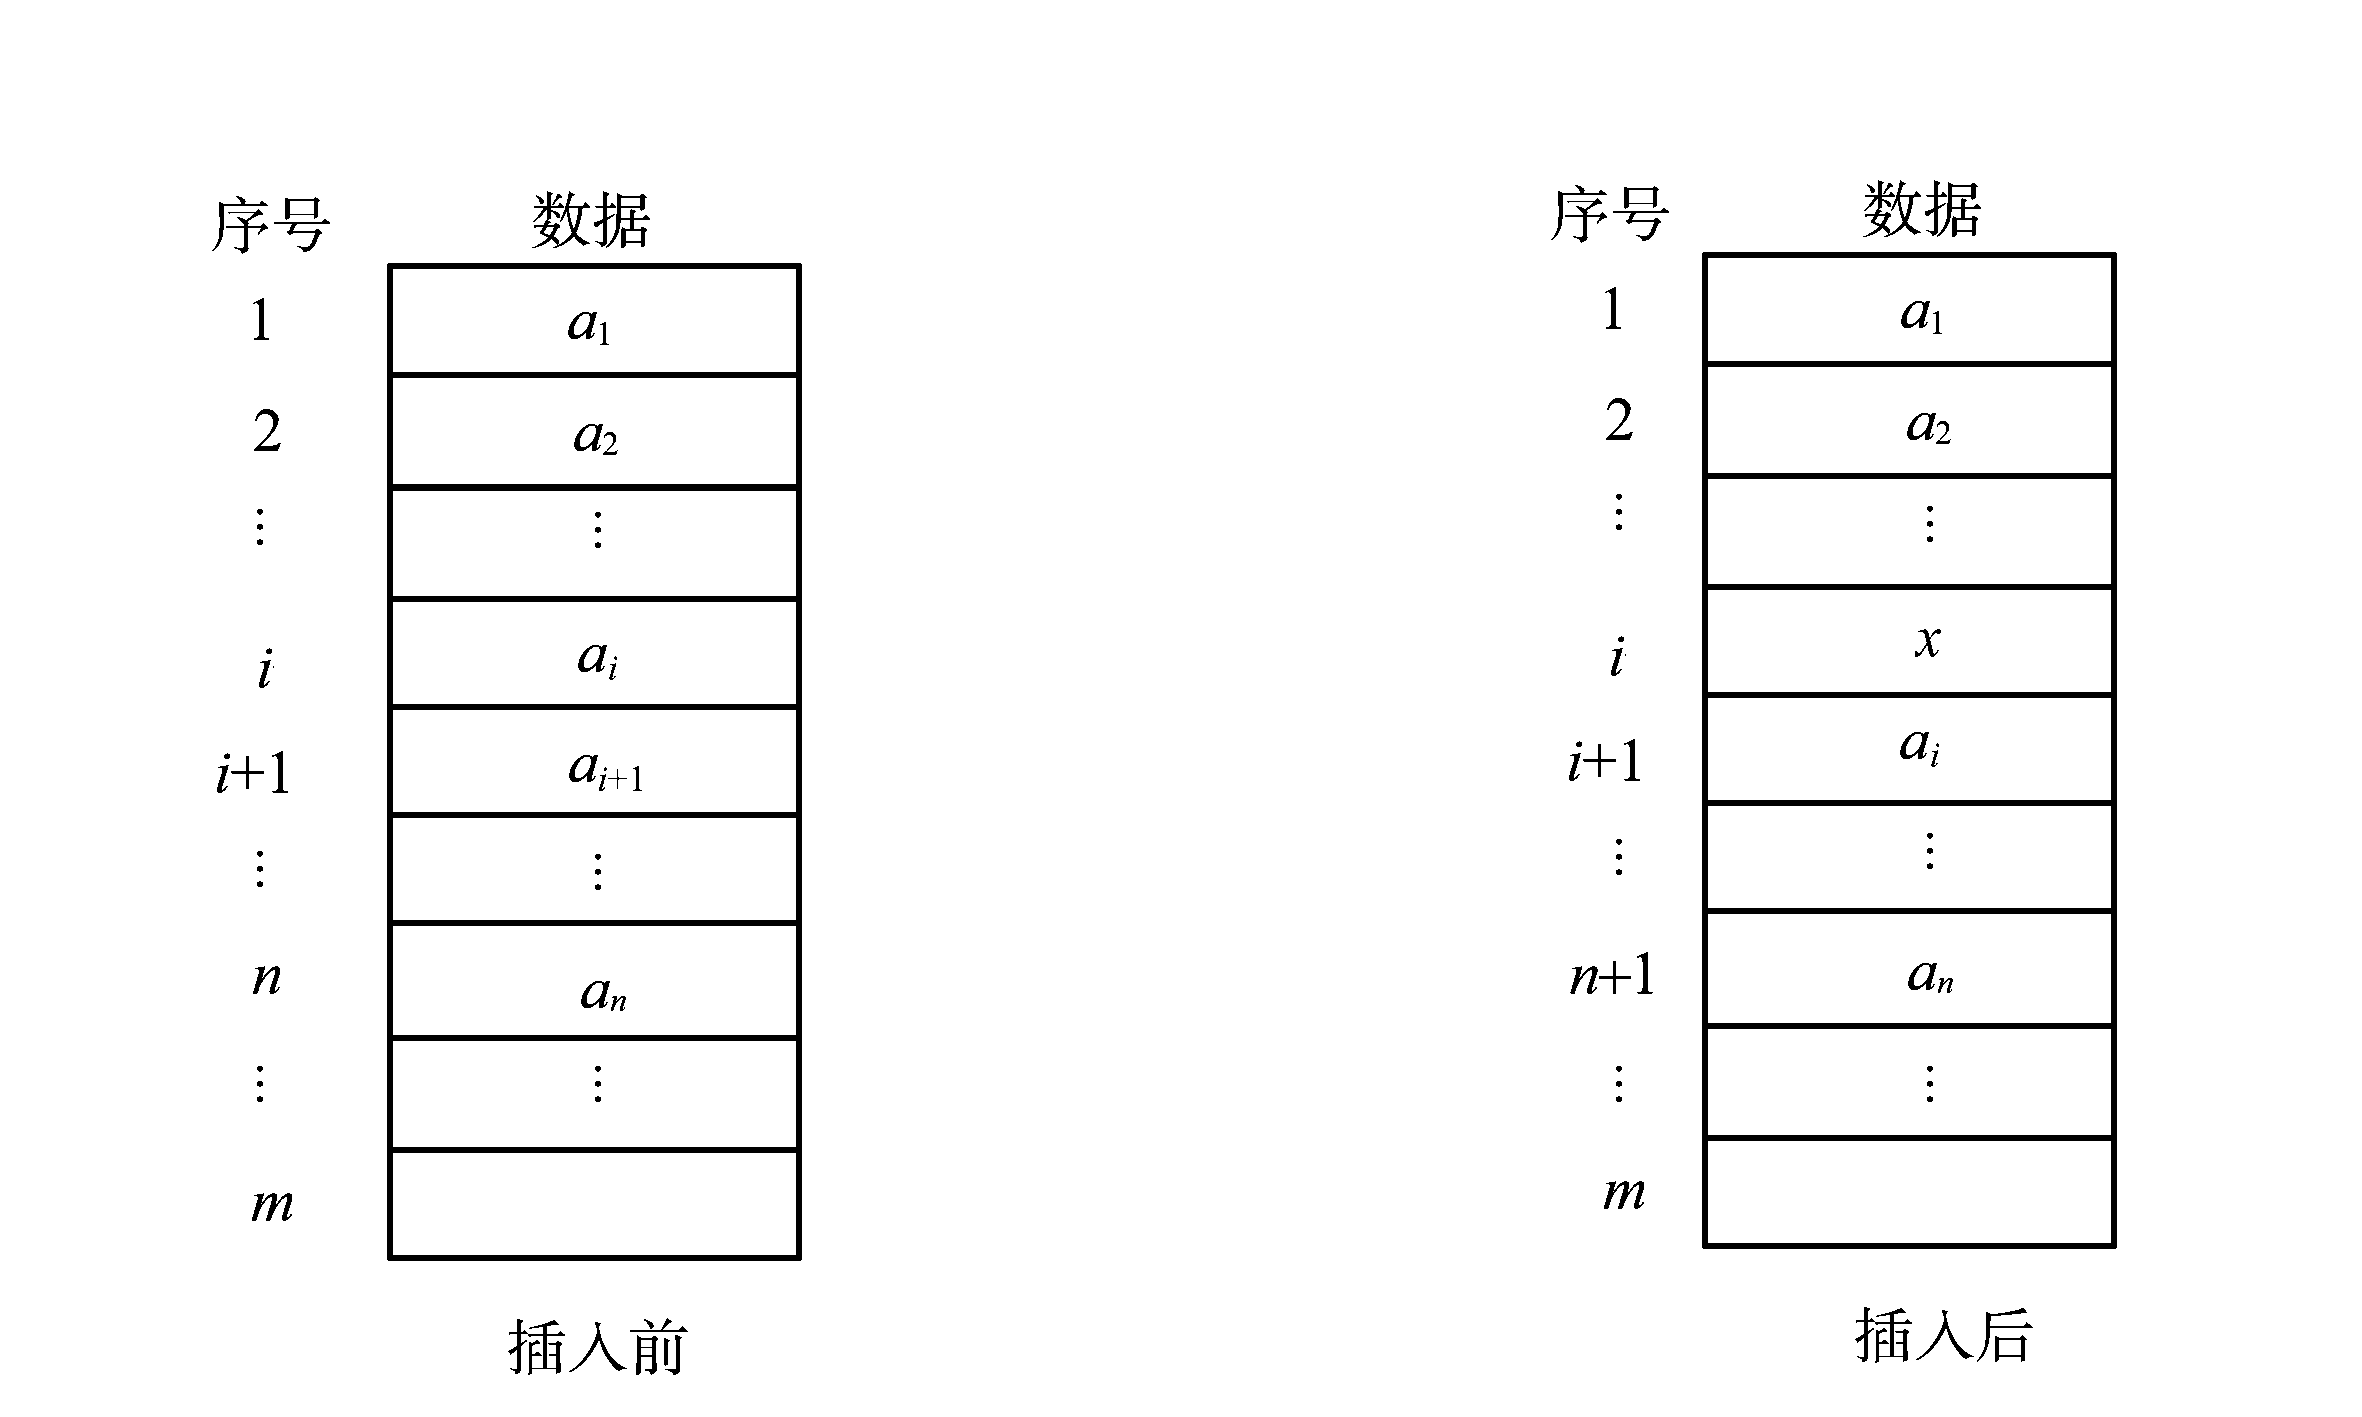 序号 数据
1 a1
2 a2
⋮ ⋮
i ai
i+1 ai+1
⋮ ⋮
n an
⋮ ⋮
m
插入前
序号 数据
1 a1
2 a2
⋮ ⋮
i x
i+1 ai
⋮ ⋮
n+1 an
⋮ ⋮
m
插入后